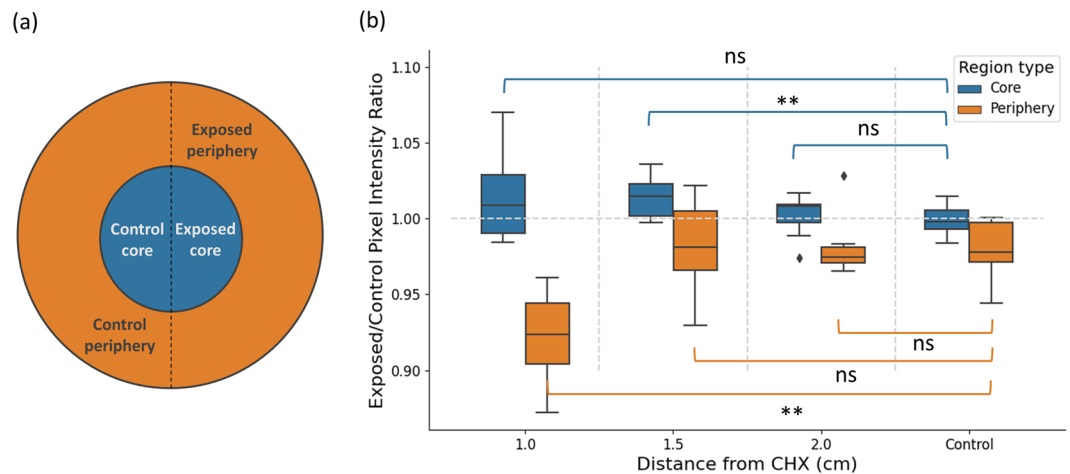 (a)
Exposed
periphery
Control
core
Exposed
core
Control
periphery
(b)
Exposed/Control Pixel Intensity Ratio
1.10
1.05
1.00
0.95
0.90
ns
**
ns
Region type
Core
Periphery
ns
ns
**
1.0
1.5
2.0
Control
Distance from CHX (cm)